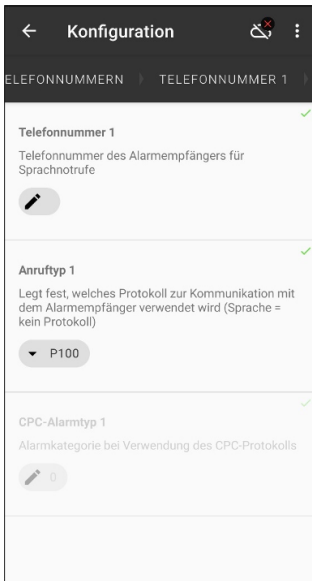 Konfiguration
ELEFONNUMMERN
TELEFONNUMMER 1
Telefonnummer 1
Telefonnummer des Alarmempfängers für
Sprachnotrufe
Anruftyp 1
Legt fest, welches Protokoll zur Kommunikation mit
dem Alarmempfänger verwendet wird (Sprache =
kein Protokoll)
P100
CPC-Alarmtyp 1
Alarmkategorie bei Verwendung des CPC-Protokolls
0